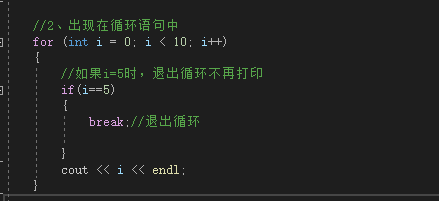 //2、出现在循环语句中
for (int i = 0; i < 10; i++)
{
//如果i=5时，退出循环不再打印
if(i==5)
{
break;//退出循环
}
cout << i << endl;
}